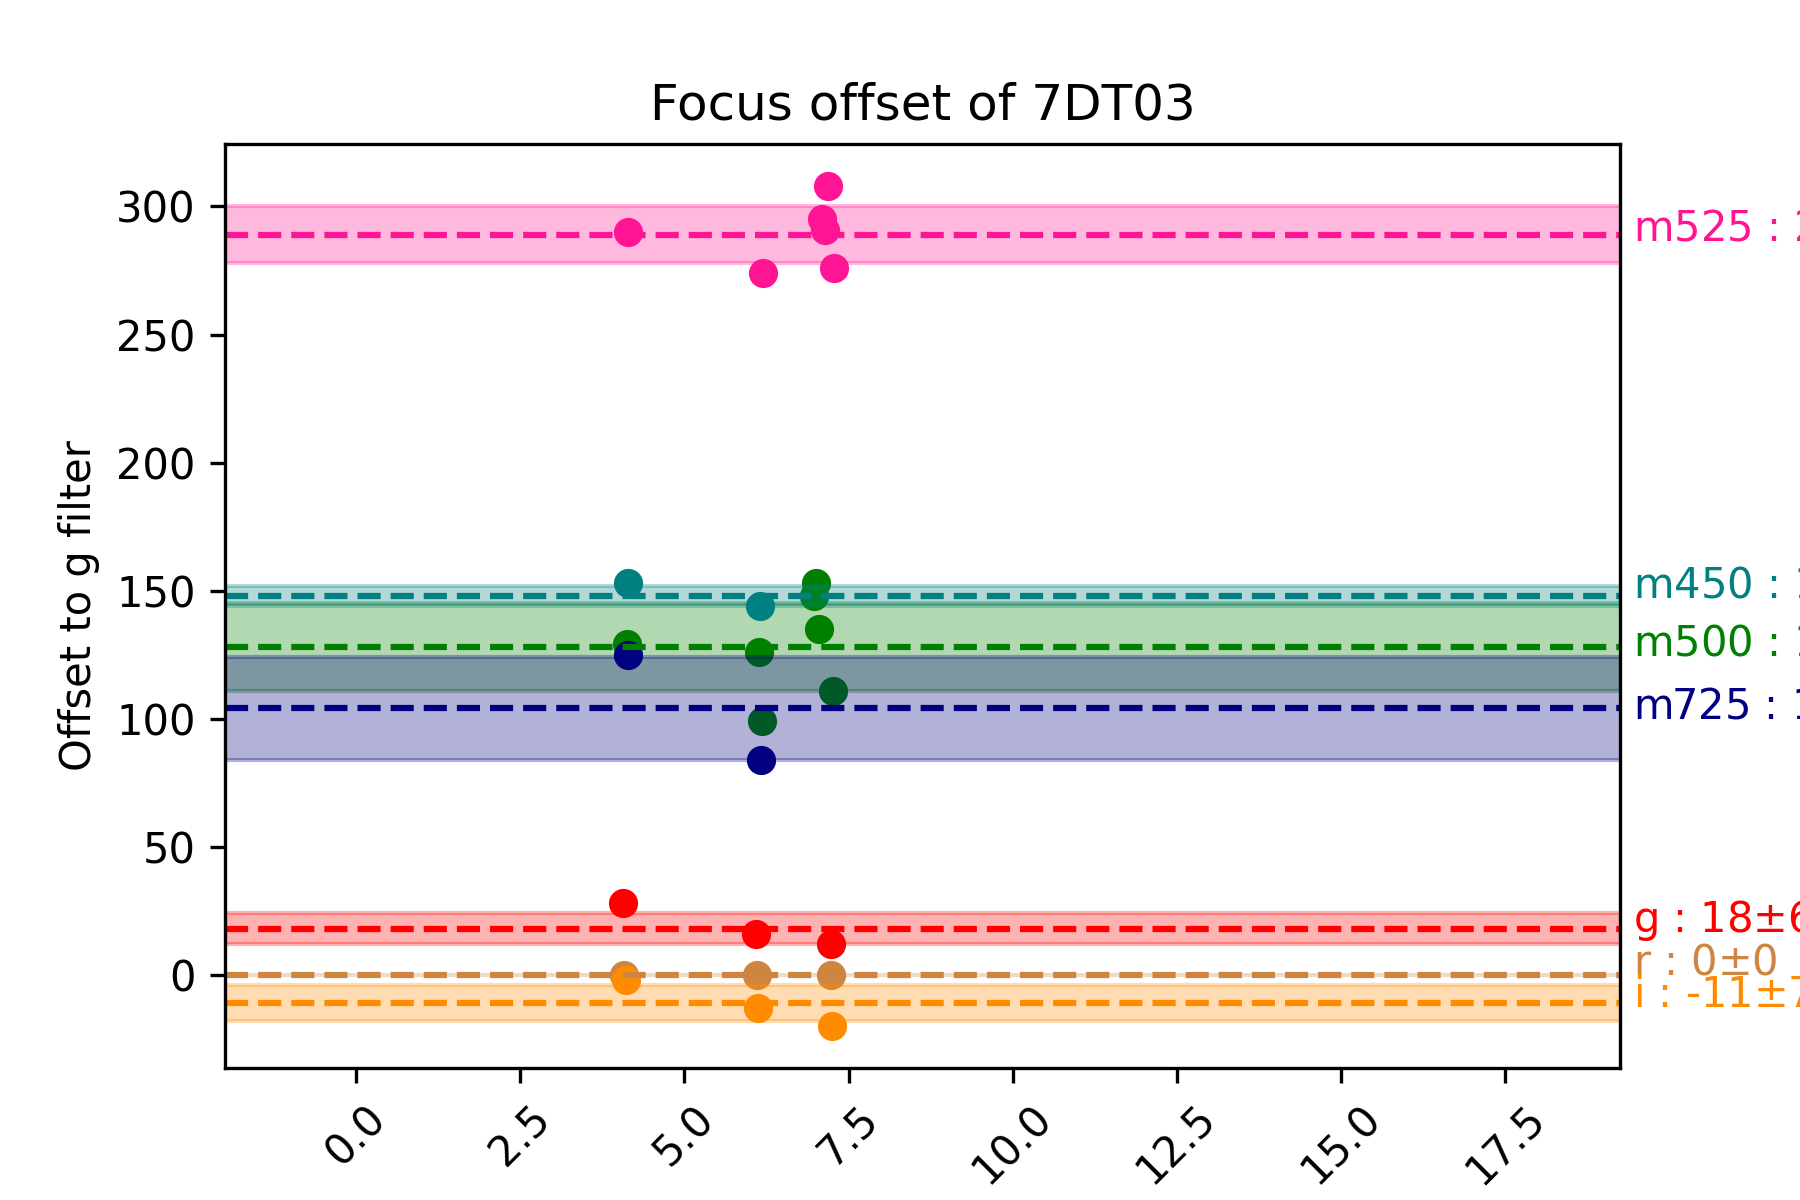 Focus offset of 7DT03
Offset to g filter
300
250
200
150
100
50
0
0.0
2.5
5.0
7.5
10.0
12.5
15.0
17.5
m525 :
m450 :
m500 :
m725 :
g : 18±6
r : 0±0
i : -11±7